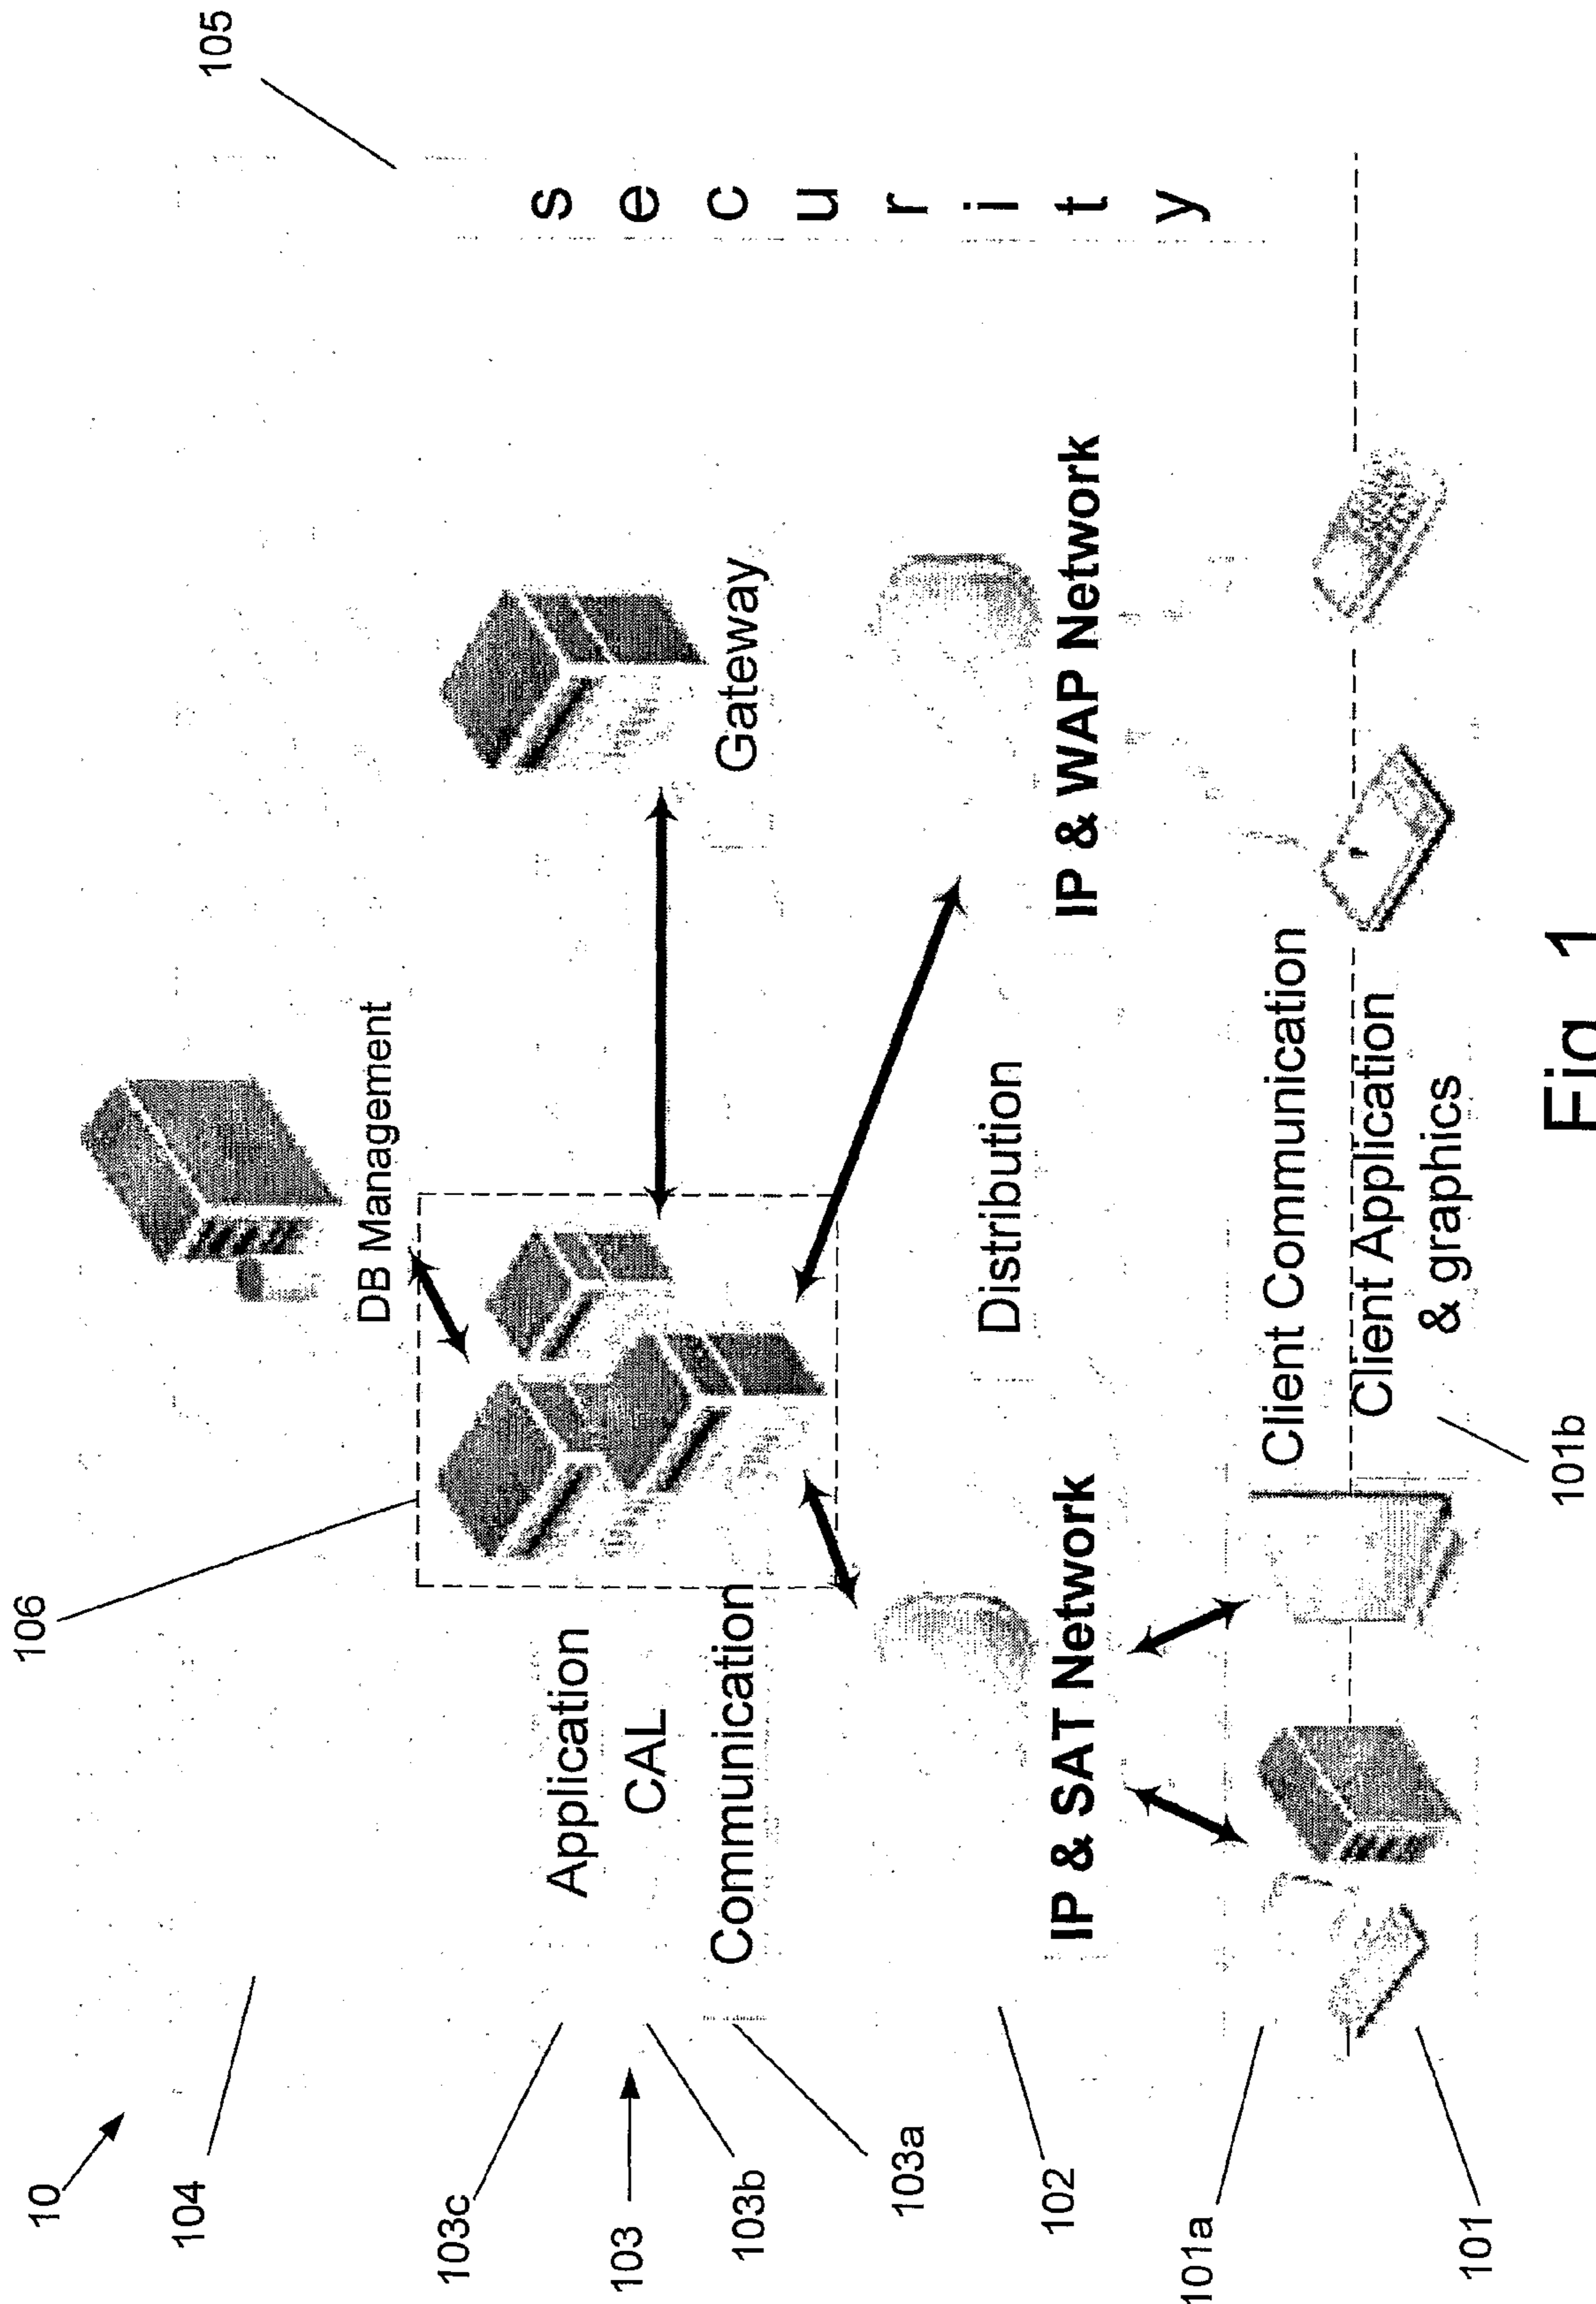 10
104
106
105
DB Management
103c
Application
103
CAL
103b
Communication
103a
Gateway
security
102
Distribution
IP & SAT Network
IP & WAP Network
101a
Client Communication
Client Application
& graphics
101
101b
Fig. 1